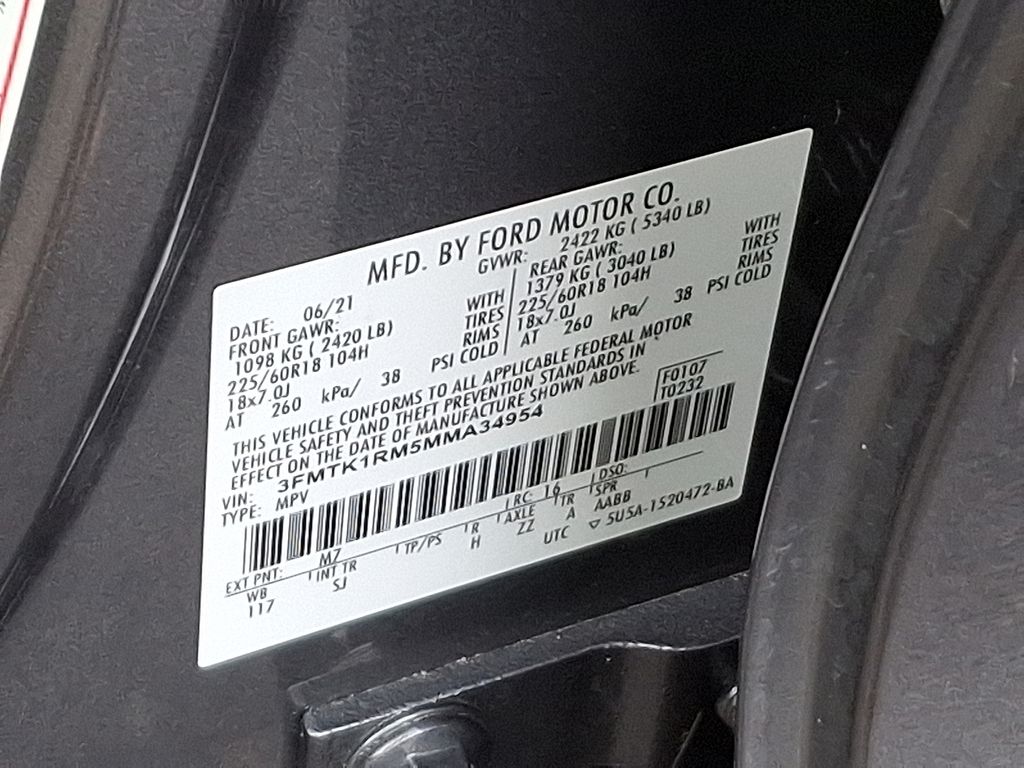 MFD. BY FORD MOTOR CO.
DATE: 06/21
GVWR: 2422 KG ( 5340 LB)
FRONT GAWR:
1098 KG ( 2420 LB)
WITH
225/60R18 104H
TIRES
18x7.0J
RIMS
AT 260 kPa/ 38 PSI COLD
REAR GAWR:
1379 KG ( 3040 LB)
WITH
225/60R18 104H
TIRES
18x7.0J
RIMS
AT 260 kPa/ 38 PSI COLD
THIS VEHICLE CONFORMS TO ALL APPLICABLE FEDERAL MOTOR
VEHICLE SAFETY AND THEFT PREVENTION STANDARDS IN
EFFECT ON THE DATE OF MANUFACTURE SHOWN ABOVE.
F0107
T0232
VIN: 3FMTK1RM5MMA34954
TYPE: MPV
EXT PNT: M7 RC: 16 DSO:
WB INT TR TP/PS R AXLE TR SPR
117 SJ H ZZ A AABB
UTC ▽ 5U5A-1520472-BA